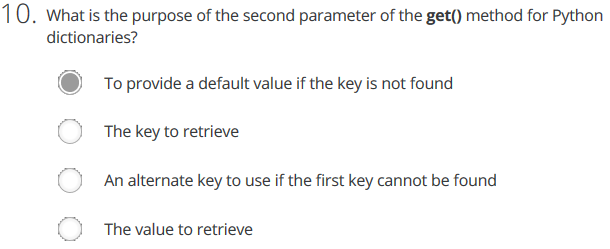 10. What is the purpose of the second parameter of the get() method for Python
dictionaries?
To provide a default value if the key is not found
The key to retrieve
An alternate key to use if the first key cannot be found
The value to retrieve